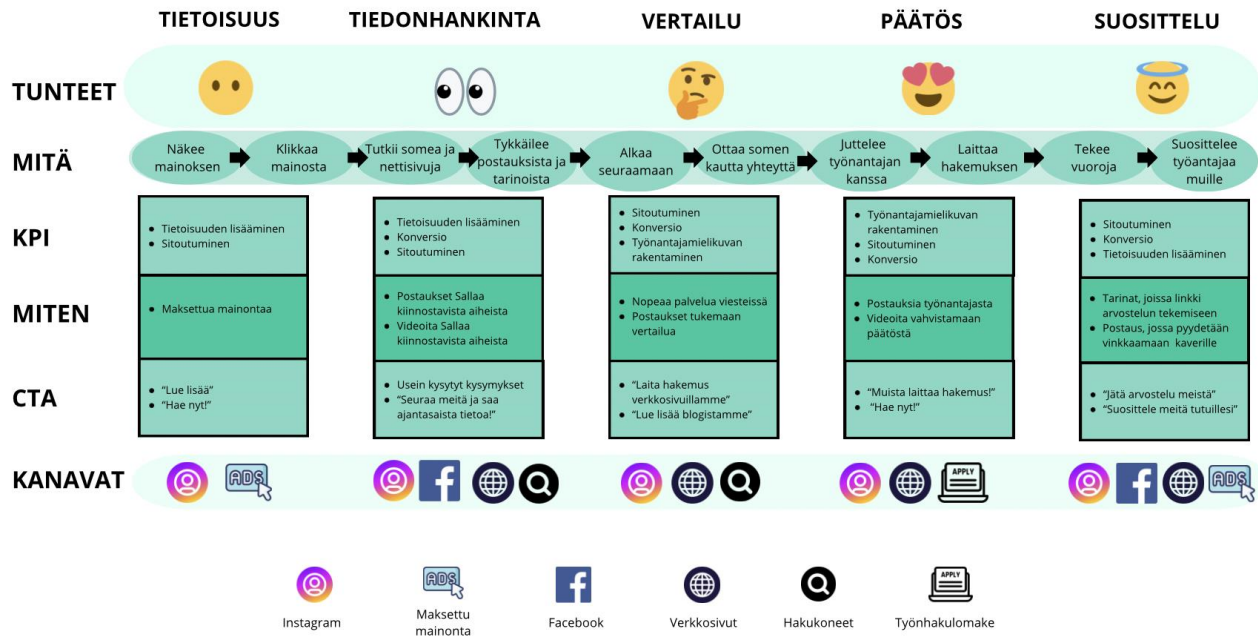 TIETOISUUS
TIEDONHANKINTA
VERTAILU
PÄÄTÖS
SUOSITTELU
TUNTEET
MITÄ
Näkee
mainoksen
Klikkaa
mainosta
Tutkii somea ja
nettisivuja
Tykkäilee
postauksista ja
tarinoista
Alkaa
seuraamaan
Ottaa somen
kautta yhteyttä
Juttelee
työnantajan
kanssa
Laittaa
hakemuksen
Tekee
vuoroja
Suosittelee
työantajaa
muille
KPI
• Tietoisuuden lisääminen
• Sitoutuminen
• Tietoisuuden lisääminen
• Konversio
• Sitoutuminen
• Sitoutuminen
• Konversio
• Työnantajamielikuvan
rakentaminen
• Työnantajamielikuvan
rakentaminen
• Sitoutuminen
• Konversio
• Sitoutuminen
• Konversio
• Tietoisuuden lisääminen
MITEN
• Maksettua mainontaa
• Postaukset Sallaa
kiinnostavista aiheista
• Videoita Sallaa
kiinnostavista aiheista
• Nopeaa palvelua viesteissä
• Postaukset tukemaan
vertailua
• Postauksia työnantajasta
• Videoita vahvistamaan
päätöstä
• Tarinat, joissa linkki
arvostelun tekemiseen
• Postaus, jossa pyydetään
vinkkaamaan kaverille
CTA
• “Lue lisää”
• “Hae nyt!”
• Usein kysytyt kysymykset
• “Seuraa meitä ja saa
ajantasaista tietoa!”
• “Laita hakemus
verkkosivuillamme”
• “Lue lisää blogistamme”
• “Muista laittaa hakemus!”
• “Hae nyt!”
• “Jätä arvostelu meistä”
• “Suosittele meitä tutuillesi”
KANAVAT
ADS
APPLY
ADS
ADS
APPLY
Instagram
Maksettu
mainonta
Facebook
Verkkosivut
Hakukoneet
Työnhakulomake